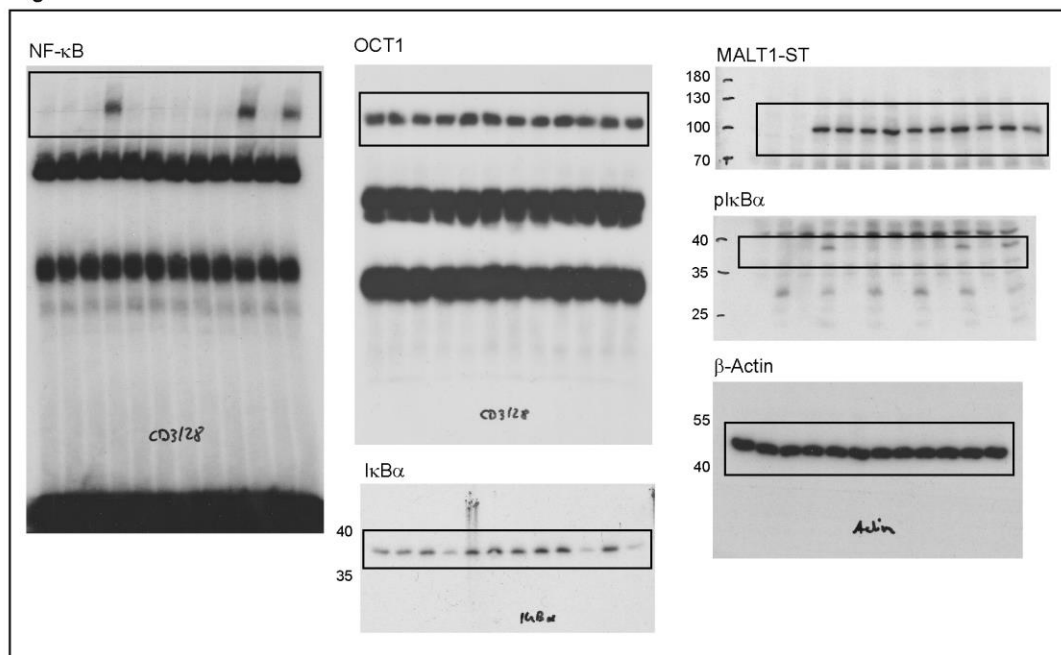 NF-κB
CD3/28
OCT1
CD3/28
IκBα
40
35
IκBα
MALT1-ST
180
130
100
70
pIκBα
40
35
25
β-Actin
55
40
Actin